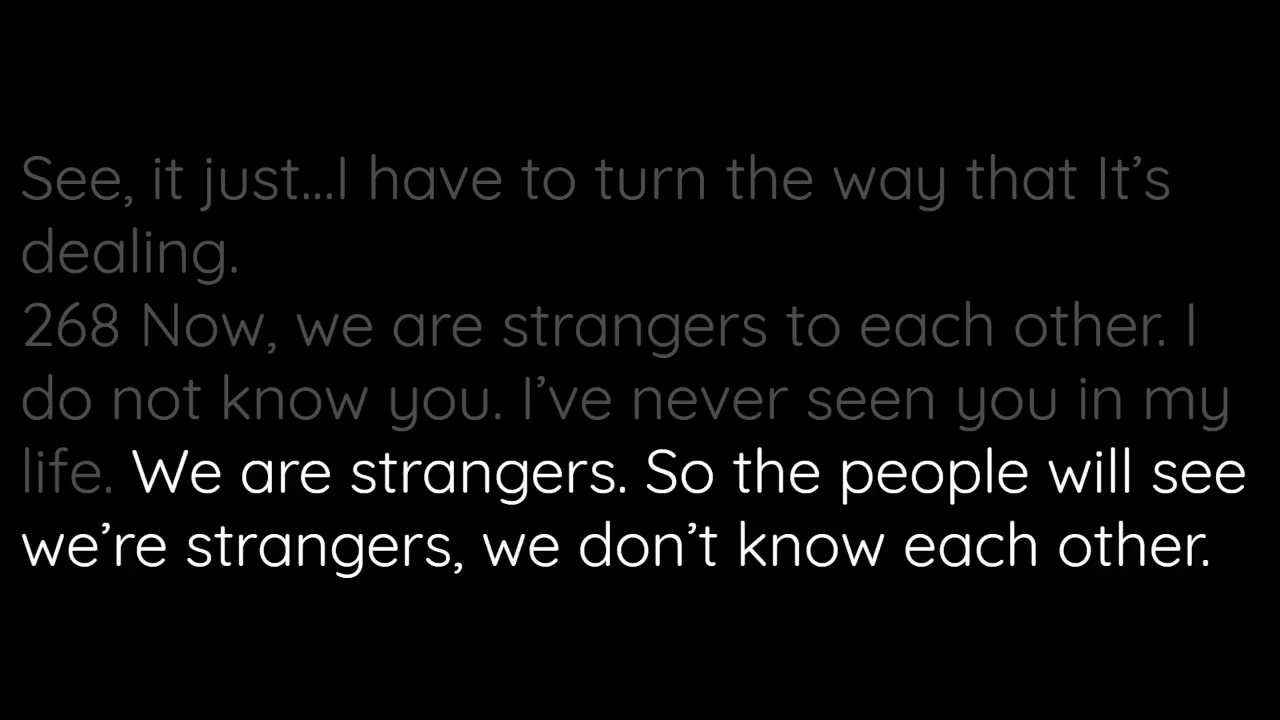 See, it just...I have to turn the way that It’s
dealing.
268 Now, we are strangers to each other. I
do not know you. I’ve never seen you in my
life. We are strangers. So the people will see
we’re strangers, we don’t know each other.